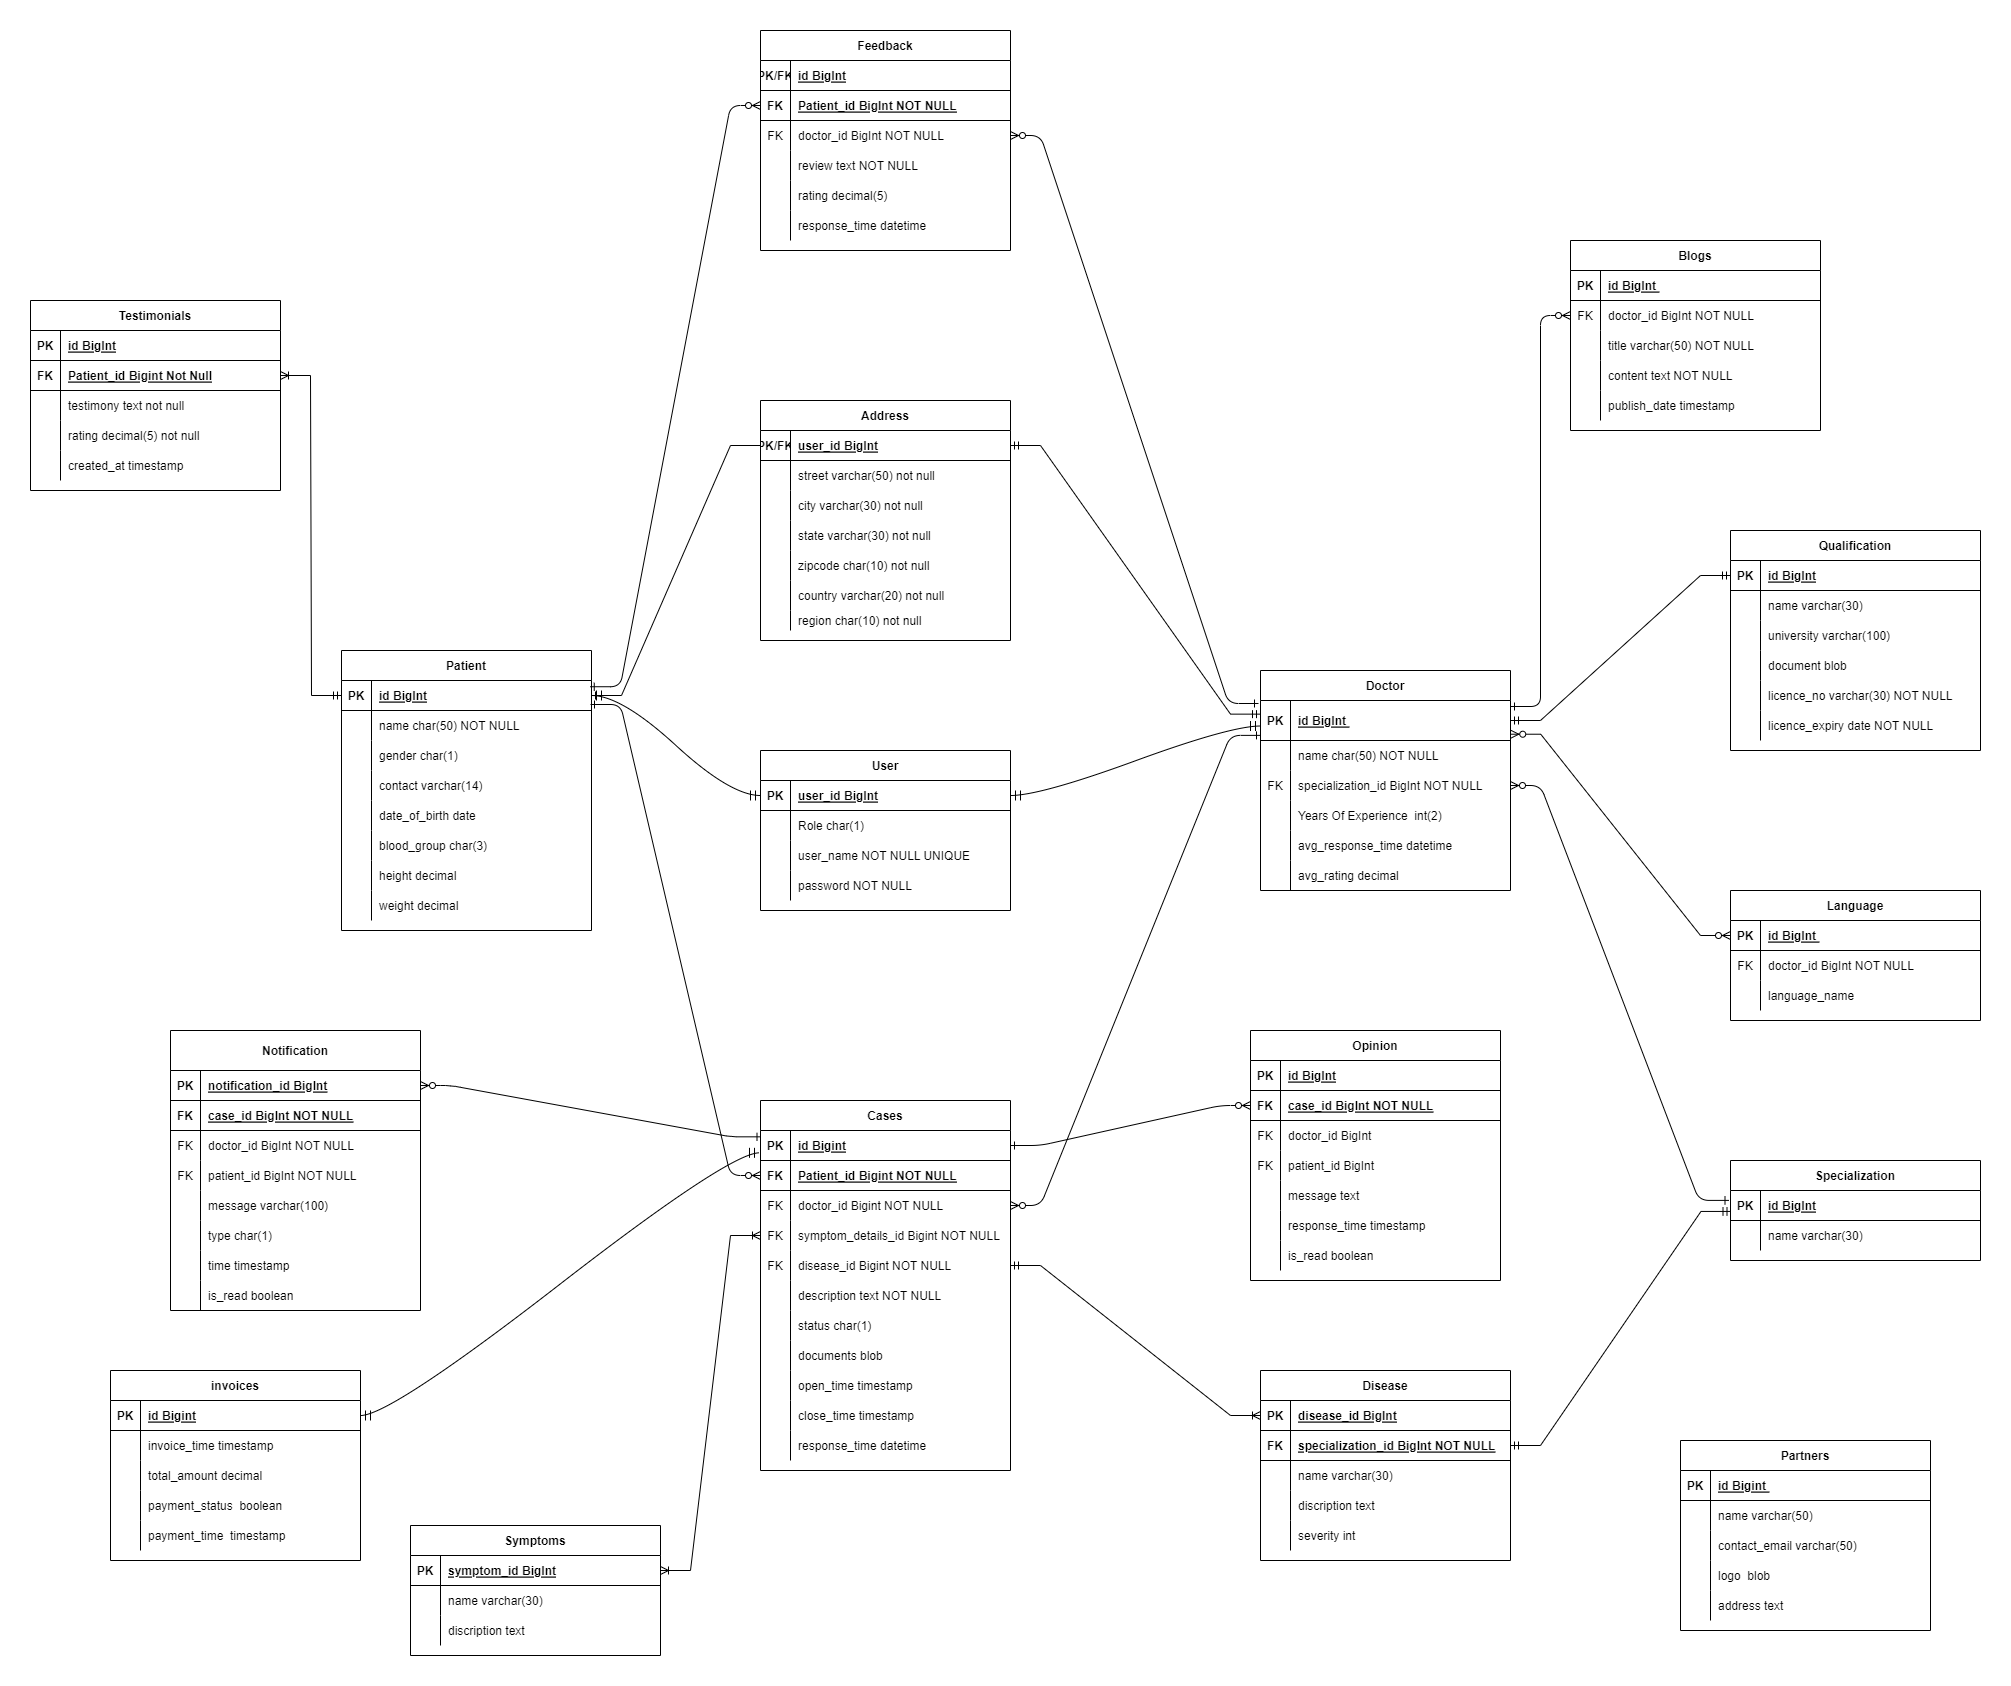 Feedback
PK/FK id BigInt
FK Patient_id BigInt NOT NULL
FK doctor_id BigInt NOT NULL
review text NOT NULL
rating decimal(5)
response_time datetime
Blogs
PK id BigInt
FK doctor_id BigInt NOT NULL
title varchar(50) NOT NULL
content text NOT NULL
publish_date timestamp
Testimonials
PK id BigInt
FK Patient_id Bigint Not Null
testimony text not null
rating decimal(5) not null
created_at timestamp
Address
PK/FK user_id BigInt
street varchar(50) not null
city varchar(30) not null
state varchar(30) not null
zipcode char(10) not null
country varchar(20) not null
region char(10) not null
Qualification
PK id BigInt
name varchar(30)
university varchar(100)
document blob
licence_no varchar(30) NOT NULL
licence_expiry date NOT NULL
Patient
PK id BigInt
name char(50) NOT NULL
gender char(1)
contact varchar(14)
date_of_birth date
blood_group char(3)
height decimal
weight decimal
Doctor
PK id BigInt
name char(50) NOT NULL
FK specialization_id BigInt NOT NULL
Years Of Experience int(2)
avg_response_time datetime
avg_rating decimal
User
PK user_id BigInt
Role char(1)
user_name NOT NULL UNIQUE
password NOT NULL
Language
PK id BigInt
FK doctor_id BigInt NOT NULL
language_name
Notification
PK notification_id BigInt
FK case_id BigInt NOT NULL
FK doctor_id BigInt NOT NULL
FK patient_id BigInt NOT NULL
message varchar(100)
type char(1)
time timestamp
is_read boolean
Opinion
PK id BigInt
FK case_id BigInt NOT NULL
FK doctor_id BigInt
FK patient_id BigInt
message text
response_time timestamp
is_read boolean
Cases
PK id Bigint
FK Patient_id Bigint NOT NULL
FK doctor_id Bigint NOT NULL
FK symptom_details_id Bigint NOT NULL
FK disease_id Bigint NOT NULL
description text NOT NULL
status char(1)
documents blob
open_time timestamp
close_time timestamp
response_time datetime
Specialization
PK id BigInt
name varchar(30)
invoices
PK id Bigint
invoice_time timestamp
total_amount decimal
payment_status boolean
payment_time timestamp
Disease
PK disease_id BigInt
FK specialization_id BigInt NOT NULL
name varchar(30)
discription text
severity int
Partners
PK id Bigint
name varchar(50)
contact_email varchar(50)
logo blob
address text
Symptoms
PK symptom_id BigInt
name varchar(30)
discription text